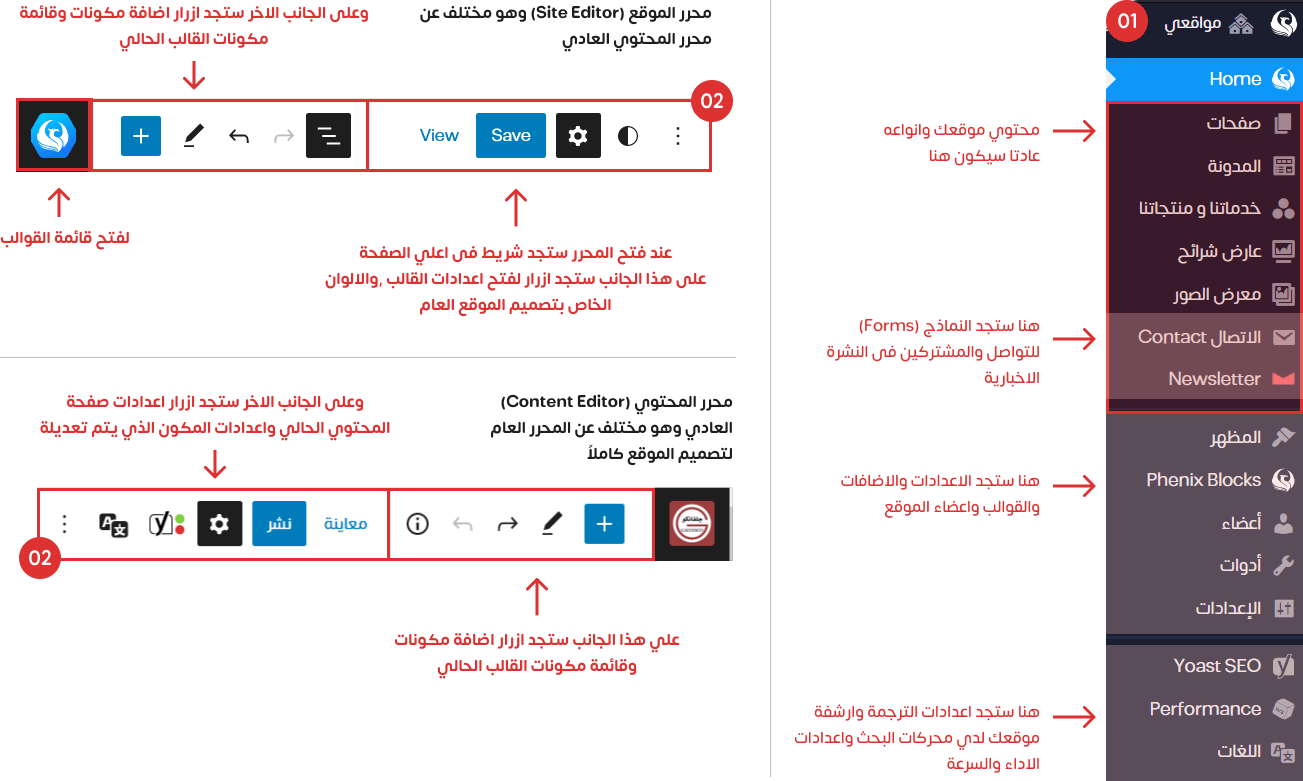 01
مواقعي
Home
صفحات
المدونة
خدماتنا و منتجاتنا
عارض شرائح
معرض الصور
الاتصال Contact
Newsletter
المظهر
Phenix Blocks
أعضاء
أدوات
الإعدادات
Yoast SEO
Performance
اللغات
محتوي موقعك وانواعه
عادتا سيكون هنا
هنا ستجد النماذج (Forms)
للتواصل والمشتركين فى النشرة
الاخبارية
هنا ستجد الاعدادات والاضافات
والقوالب واعضاء الموقع
هنا ستجد اعدادات الترجمة وارشفة
موقعك لدي محركات البحث واعدادات
الاداء والسرعة
محرر الموقع (Site Editor) وهو مختلف عن
محرر المحتوي العادي
وعلى الجانب الاخر ستجد ازرار اضافة مكونات وقائمة
مكونات القالب الحالي
02
View
Save
لفتح قائمة القوالب
عند فتح المحرر ستجد شريط فى اعلي الصفحة
على هذا الجانب ستجد ازرار لفتح اعدادات القالب ,والالوان
الخاص بتصميم الموقع العام
محرر المحتوي (Content Editor)
العادي وهو مختلف عن المحرر العام
لتصميم الموقع كاملاً
وعلى الجانب الاخر ستجد ازرار اعدادات صفحة
المحتوي الحالي واعدادات المكون الذي يتم تعديلة
معاينة
نشر
02
علي هذا الجانب ستجد ازرار اضافة مكونات
وقائمة مكونات القالب الحالي